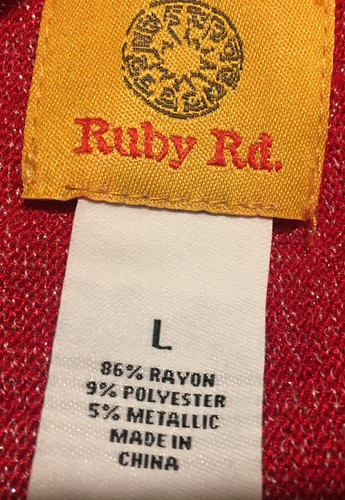 Ruby Rd.
L
86% RAYON
9% POLYESTER
5% METALLIC
MADE IN
CHINA